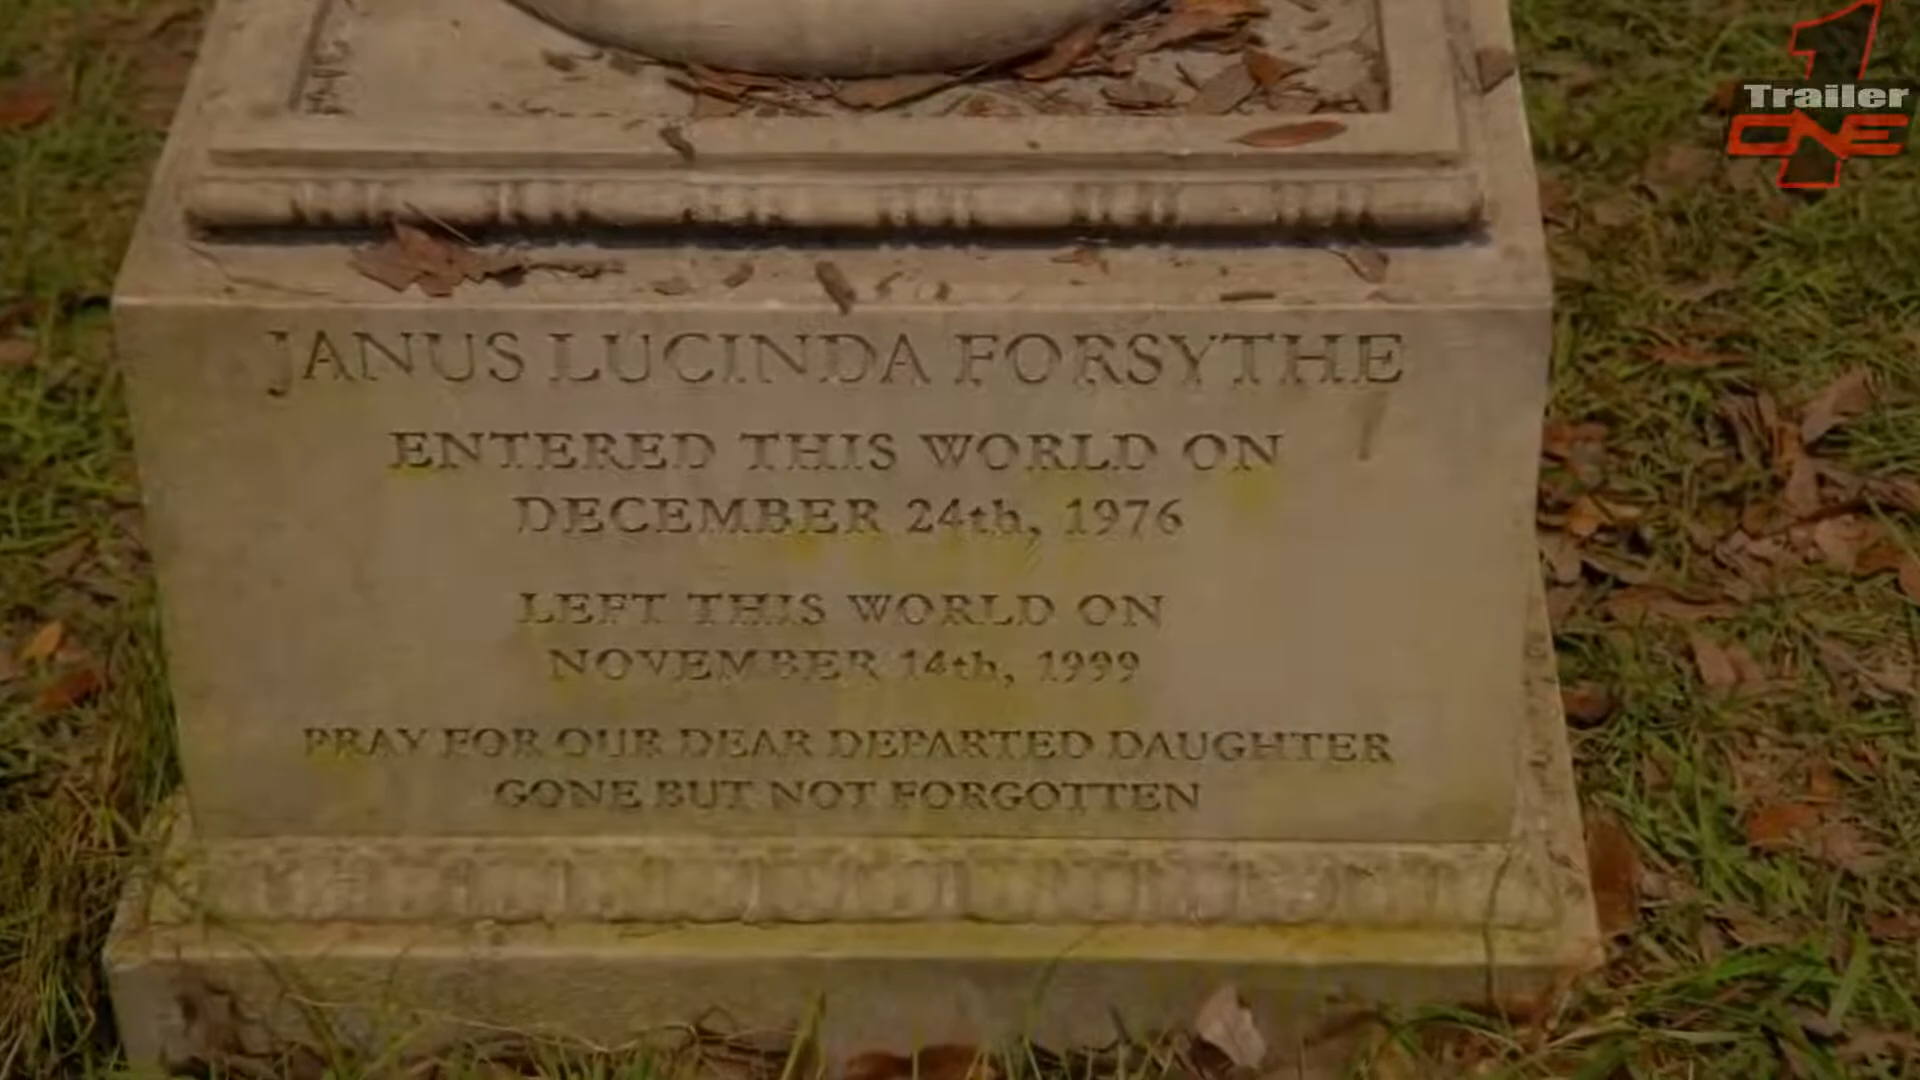 1
Trailer
ONE
JANUS LUCINDA FORSYTHE
ENTERED THIS WORLD ON
DECEMBER 24th, 1976
LEFT THIS WORLD ON
NOVEMBER 14th, 1999
PRAY FOR OUR DEAR DEPARTED DAUGHTER
GONE BUT NOT FORGOTTEN